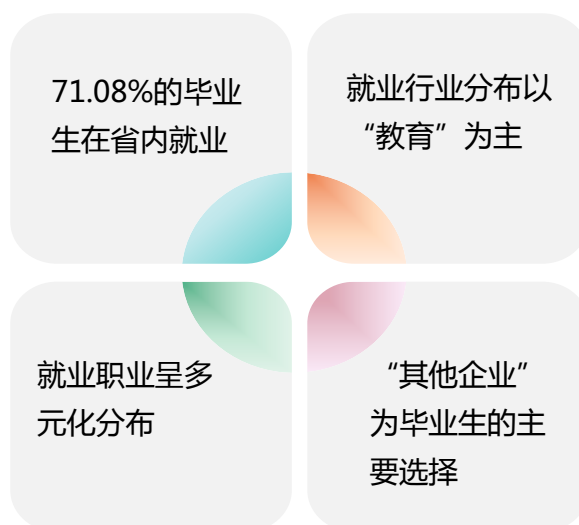 71.08%的毕业
生在省内就业
就业行业分布以
“教育”为主
就业职业呈多
元化分布
“其他企业”
为毕业生的主
要选择